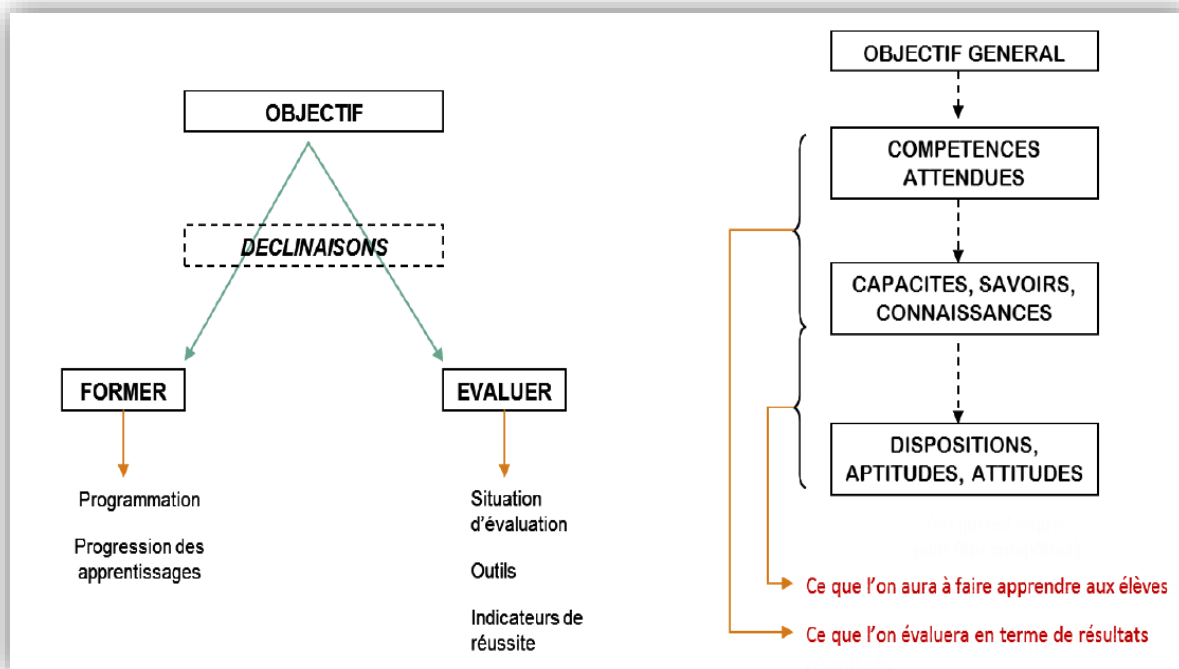 OBJECTIF
DECLINAISONS
FORMER
EVALUER
Programmation
Progression des
apprentissages
Situation
d'évaluation
Outils
Indicateurs de
réussite
OBJECTIF GENERAL
COMPETENCES
ATTENDUES
CAPACITES, SAVOIRS,
CONNAISSANCES
DISPOSITIONS,
APTITUDES, ATTITUDES
Ce que l'on aura à faire apprendre aux élèves
Ce que l'on évaluera en terme de résultats